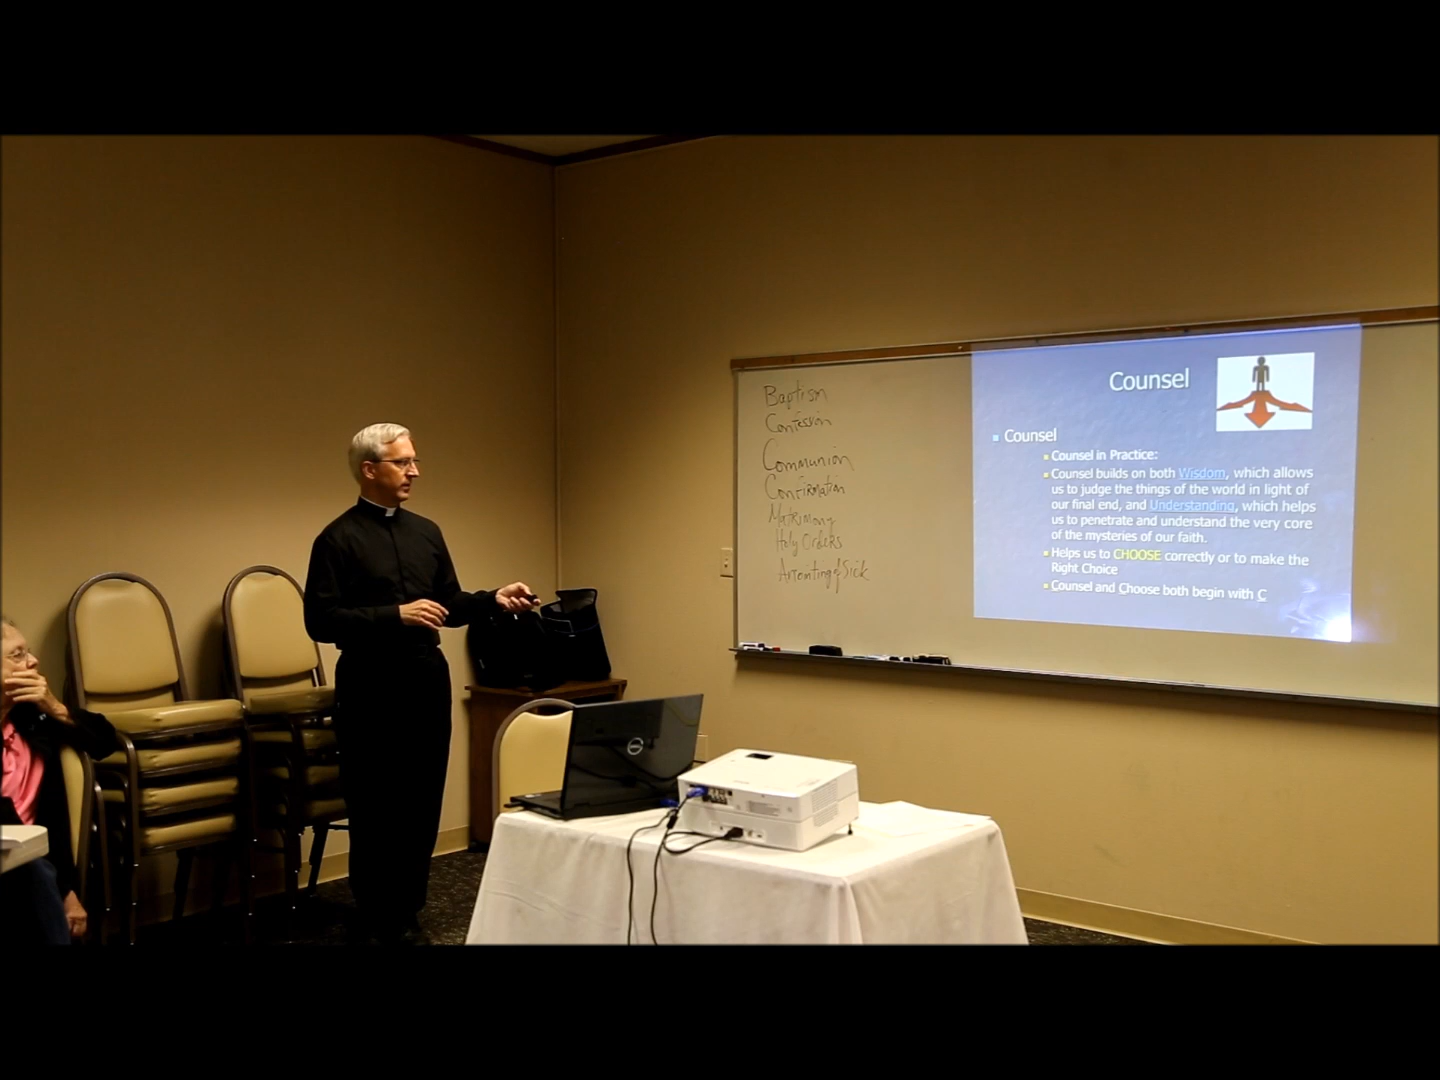 Baptism
Confession
Communion
Confirmation
Matrimony
Holy Orders
Annointing of Sick
Counsel
Counsel
Counsel in Practice:
Counsel builds on both Wisdom, which allows
us to judge the things of the world in light of
our final end, and Understanding, which helps
us to penetrate and understand the very core
of the mysteries of our faith.
Helps us to CHOOSE correctly or to make the
Right Choice
Counsel and Choose both begin with C
DELL